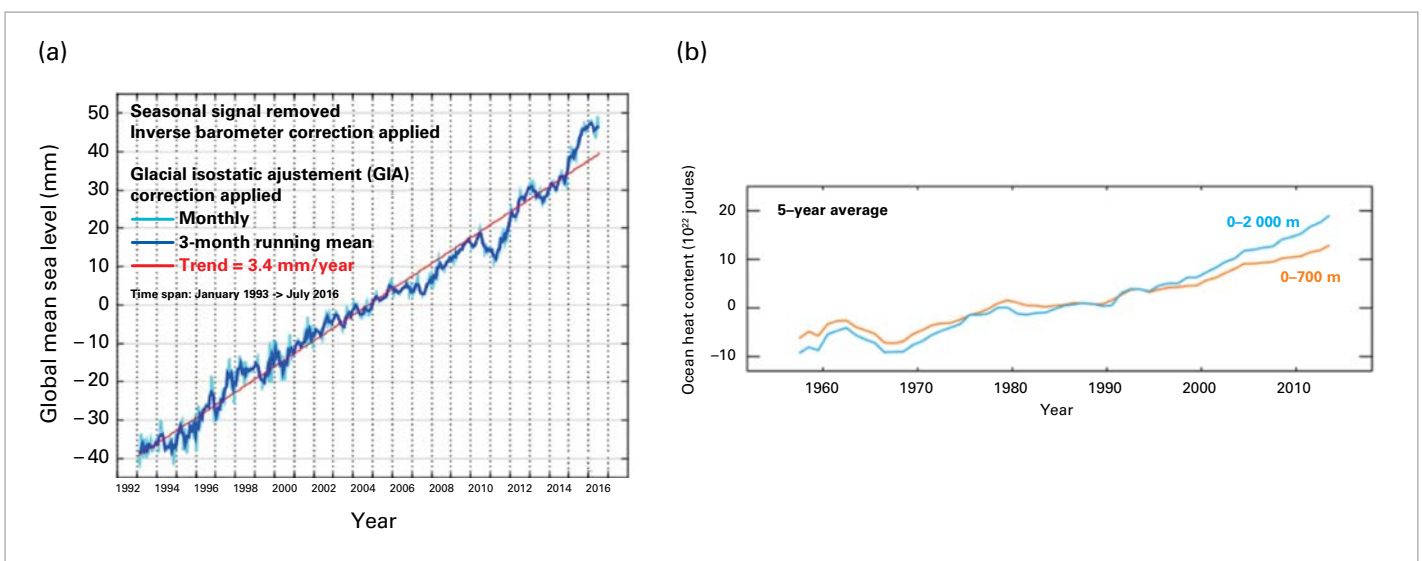 (a)
Global mean sea level (mm)
50
40
30
20
10
0
–10
–20
–30
–40
Seasonal signal removed
Inverse barometer correction applied
Glacial isostatic ajustement (GIA)
correction applied
Monthly
3-month running mean
Trend = 3.4 mm/year
Time span: January 1993 -> July 2016
1992 1994 1996 1998 2000 2002 2004 2006 2008 2010 2012 2014 2016
Year
(b)
Ocean heat content (10²² joules)
20
10
0
–10
5–year average
0–2 000 m
0–700 m
1960 1970 1980 1990 2000 2010
Year